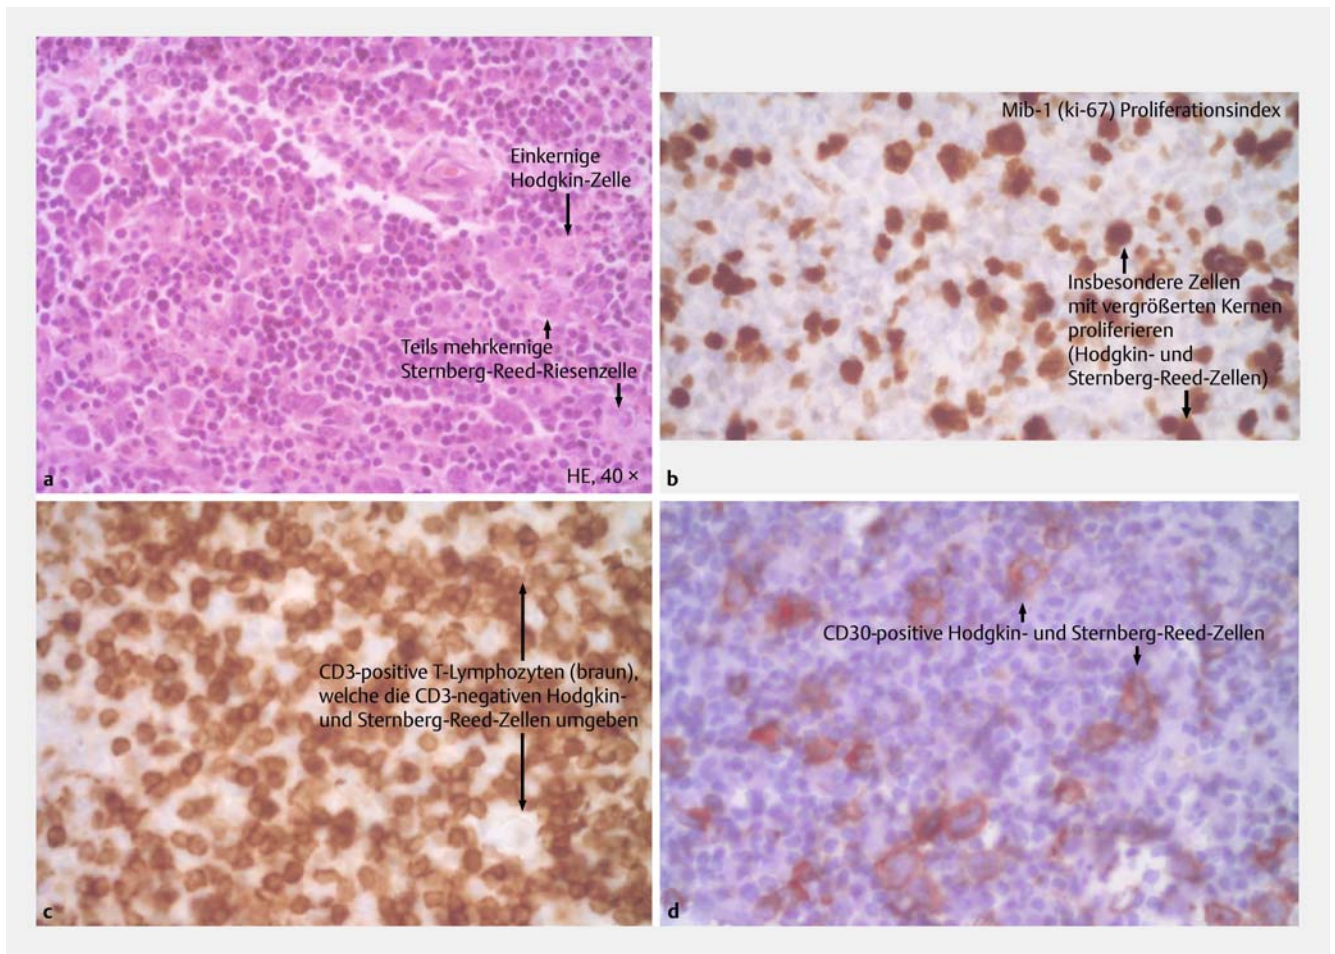 Einkernige
Hodgkin-Zelle
Teils mehrkernige
Sternberg-Reed-Riesenzelle
a
HE, 40 ×
Mib-1 (ki-67) Proliferationsindex
Insbesondere Zellen
mit vergrößerten Kernen
proliferieren
(Hodgkin- und
Sternberg-Reed-Zellen)
b
CD3-positive T-Lymphozyten (braun),
welche die CD3-negativen Hodgkin-
und Sternberg-Reed-Zellen umgeben
c
CD30-positive Hodgkin- und Sternberg-Reed-Zellen
d